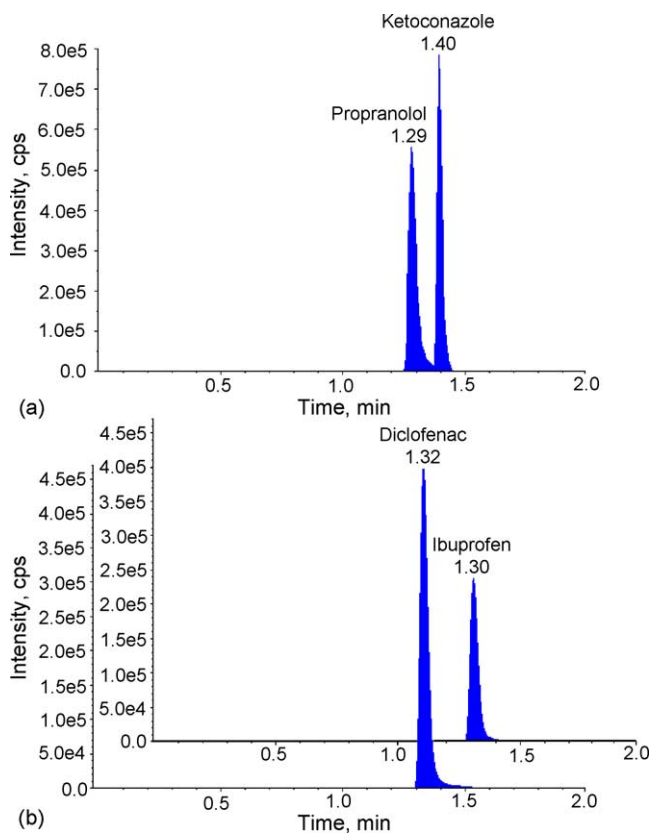 Ketoconazole
1.40
Propranolol
1.29
Intensity, cps
8.0e5
7.0e5
6.0e5
5.0e5
4.0e5
3.0e5
2.0e5
1.0e5
0.0
0.5 1.0 1.5 2.0
(a) Time, min
Diclofenac
1.32
Ibuprofen
1.30
4.5e5
4.0e5
3.5e5
3.0e5
2.5e5
2.0e5
1.5e5
1.0e5
5.0e4
0.0
0.5 1.0 1.5 2.0
Intensity, cps
4.5e5
4.0e5
3.5e5
3.0e5
2.5e5
2.0e5
1.5e5
1.0e5
5.0e4
0.0
0.5 1.0 1.5 2.0
(b) Time, min